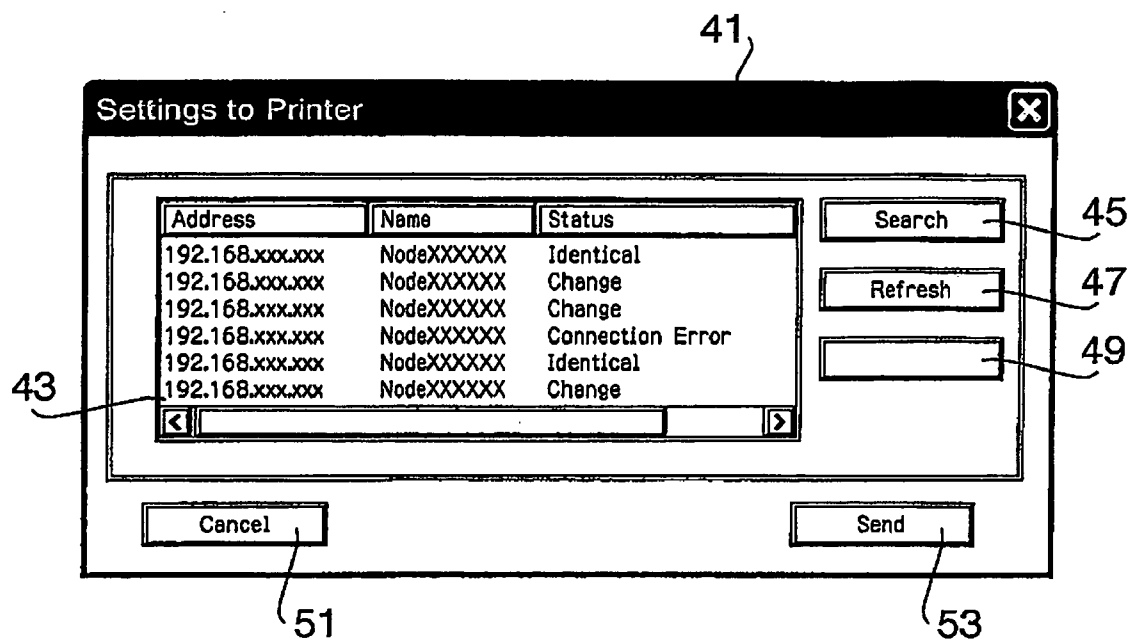 41
Settings to Printer
Address Name Status
192.168.xxx.xxx NodeXXXXXX Identical
192.168.xxx.xxx NodeXXXXXX Change
192.168.xxx.xxx NodeXXXXXX Change
192.168.xxx.xxx NodeXXXXXX Connection Error
192.168.xxx.xxx NodeXXXXXX Identical
192.168.xxx.xxx NodeXXXXXX Change
43
Search
45
Refresh
47
49
Cancel
Send
51
53